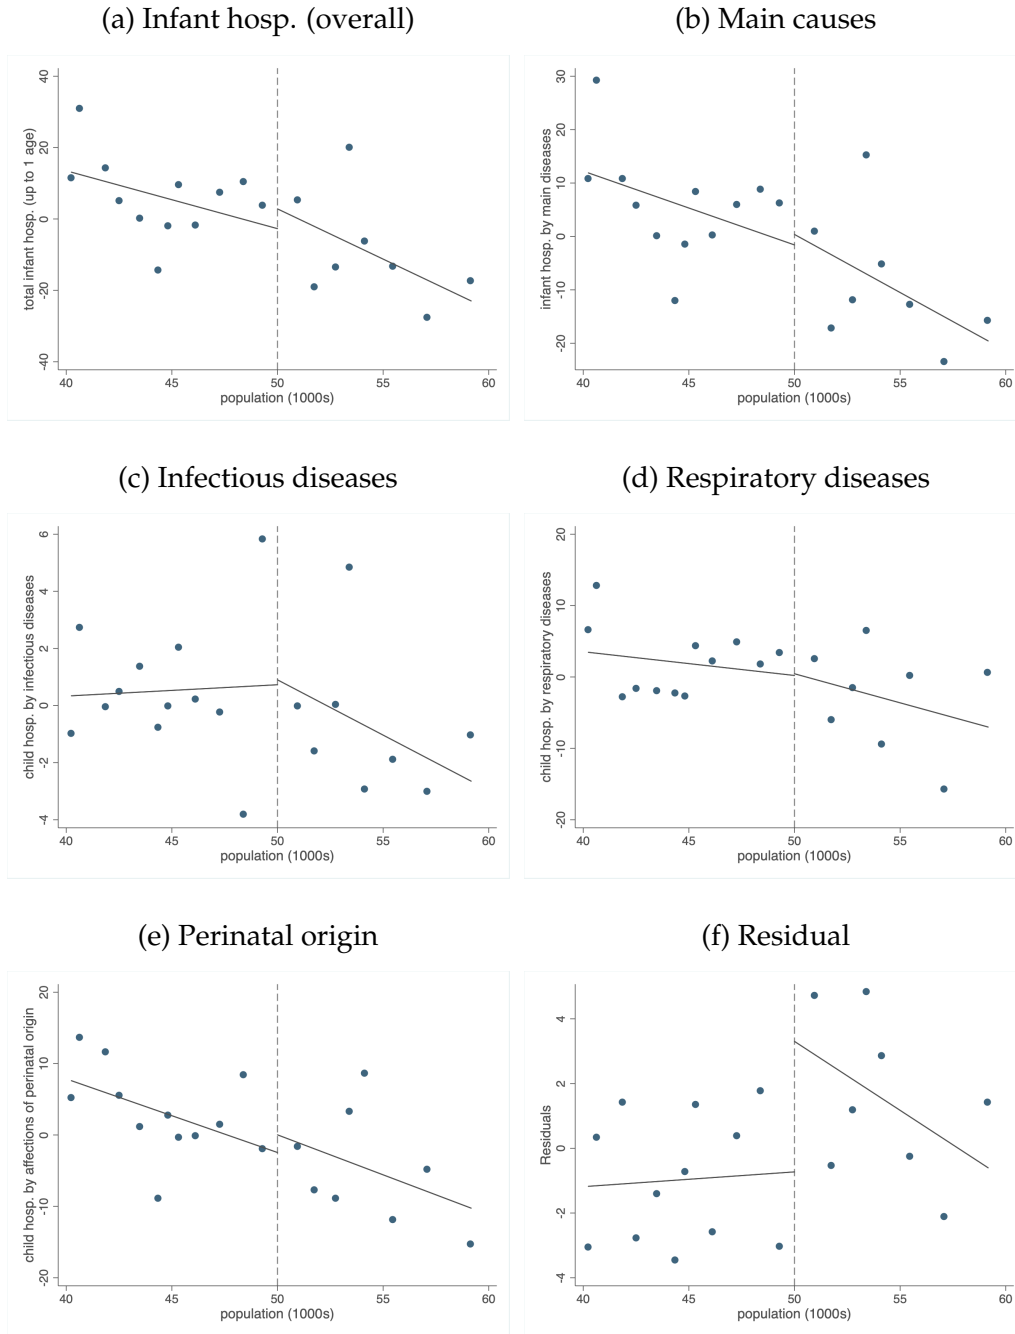 (a) Infant hosp. (overall)
(b) Main causes
total infant hosp. (up to 1 age)
40
20
0
-20
-40
40 45 50 55 60
population (1000s)
infant hosp. by main diseases
30
20
10
0
-10
-20
40 45 50 55 60
population (1000s)
(c) Infectious diseases
(d) Respiratory diseases
child hosp. by infectious diseases
6
4
2
0
-2
-4
40 45 50 55 60
population (1000s)
child hosp. by respiratory diseases
20
10
0
-10
-20
40 45 50 55 60
population (1000s)
(e) Perinatal origin
(f) Residual
child hosp. by affections of perinatal origin
20
10
0
-10
-20
40 45 50 55 60
population (1000s)
Residuals
4
2
0
-2
-4
40 45 50 55 60
population (1000s)